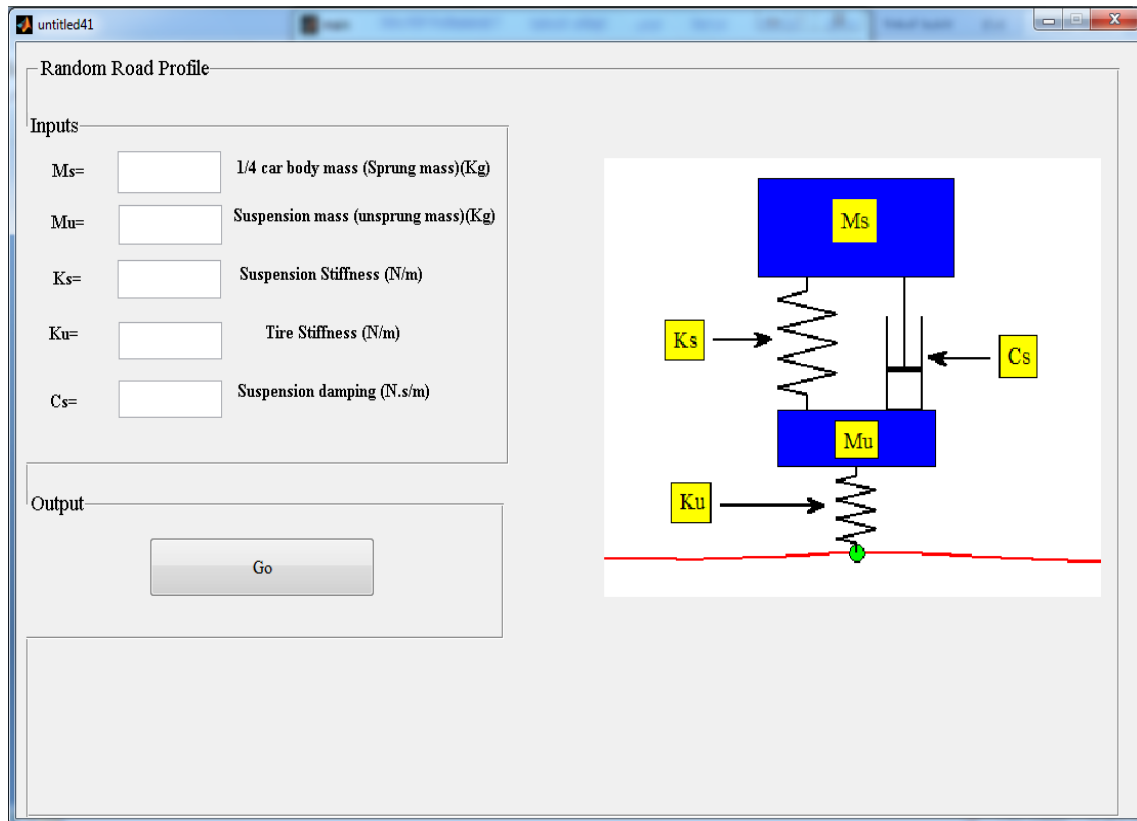 untitled41
Random Road Profile
Inputs
Ms= 1/4 car body mass (Sprung mass)(Kg)
Mu= Suspension mass (unsprung mass)(Kg)
Ks= Suspension Stiffness (N/m)
Ku= Tire Stiffness (N/m)
Cs= Suspension damping (N.s/m)
Output
Go
Ms
Ks
Cs
Mu
Ku